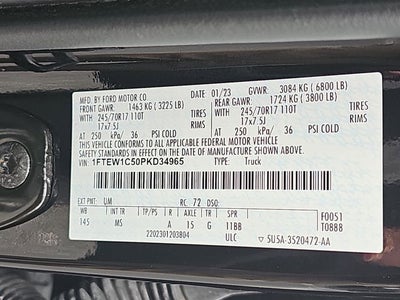 MFD. BY FORD MOTOR CO.
01/23 GVWR: 3084 KG ( 6800 LB)
FRONT GAWR: 1463 KG ( 3225 LB) REAR GAWR: 1724 KG ( 3800 LB)
WITH 245/70R17 110T TIRES WITH 245/70R17 110T TIRES
17x7.5J RIMS 17x7.5J RIMS
AT 250 kPa/ 36 PSI COLD AT 250 kPa/ 36 PSI COLD
THIS VEHICLE CONFORMS TO ALL APPLICABLE FEDERAL MOTOR VEHICLE
SAFETY STANDARDS IN EFFECT ON THE DATE OF MANUFACTURE SHOWN ABOVE.
VIN: 1FTEW1C50PKD34965 TYPE: Truck
EXT PNT: UM RC: 72 DSO:
WB INT TR TP/PS R AXLE TR SPR F0051
145 MS A 15 G 11BB T0888
2202301203804 ULC 5U5A-3520472-AA